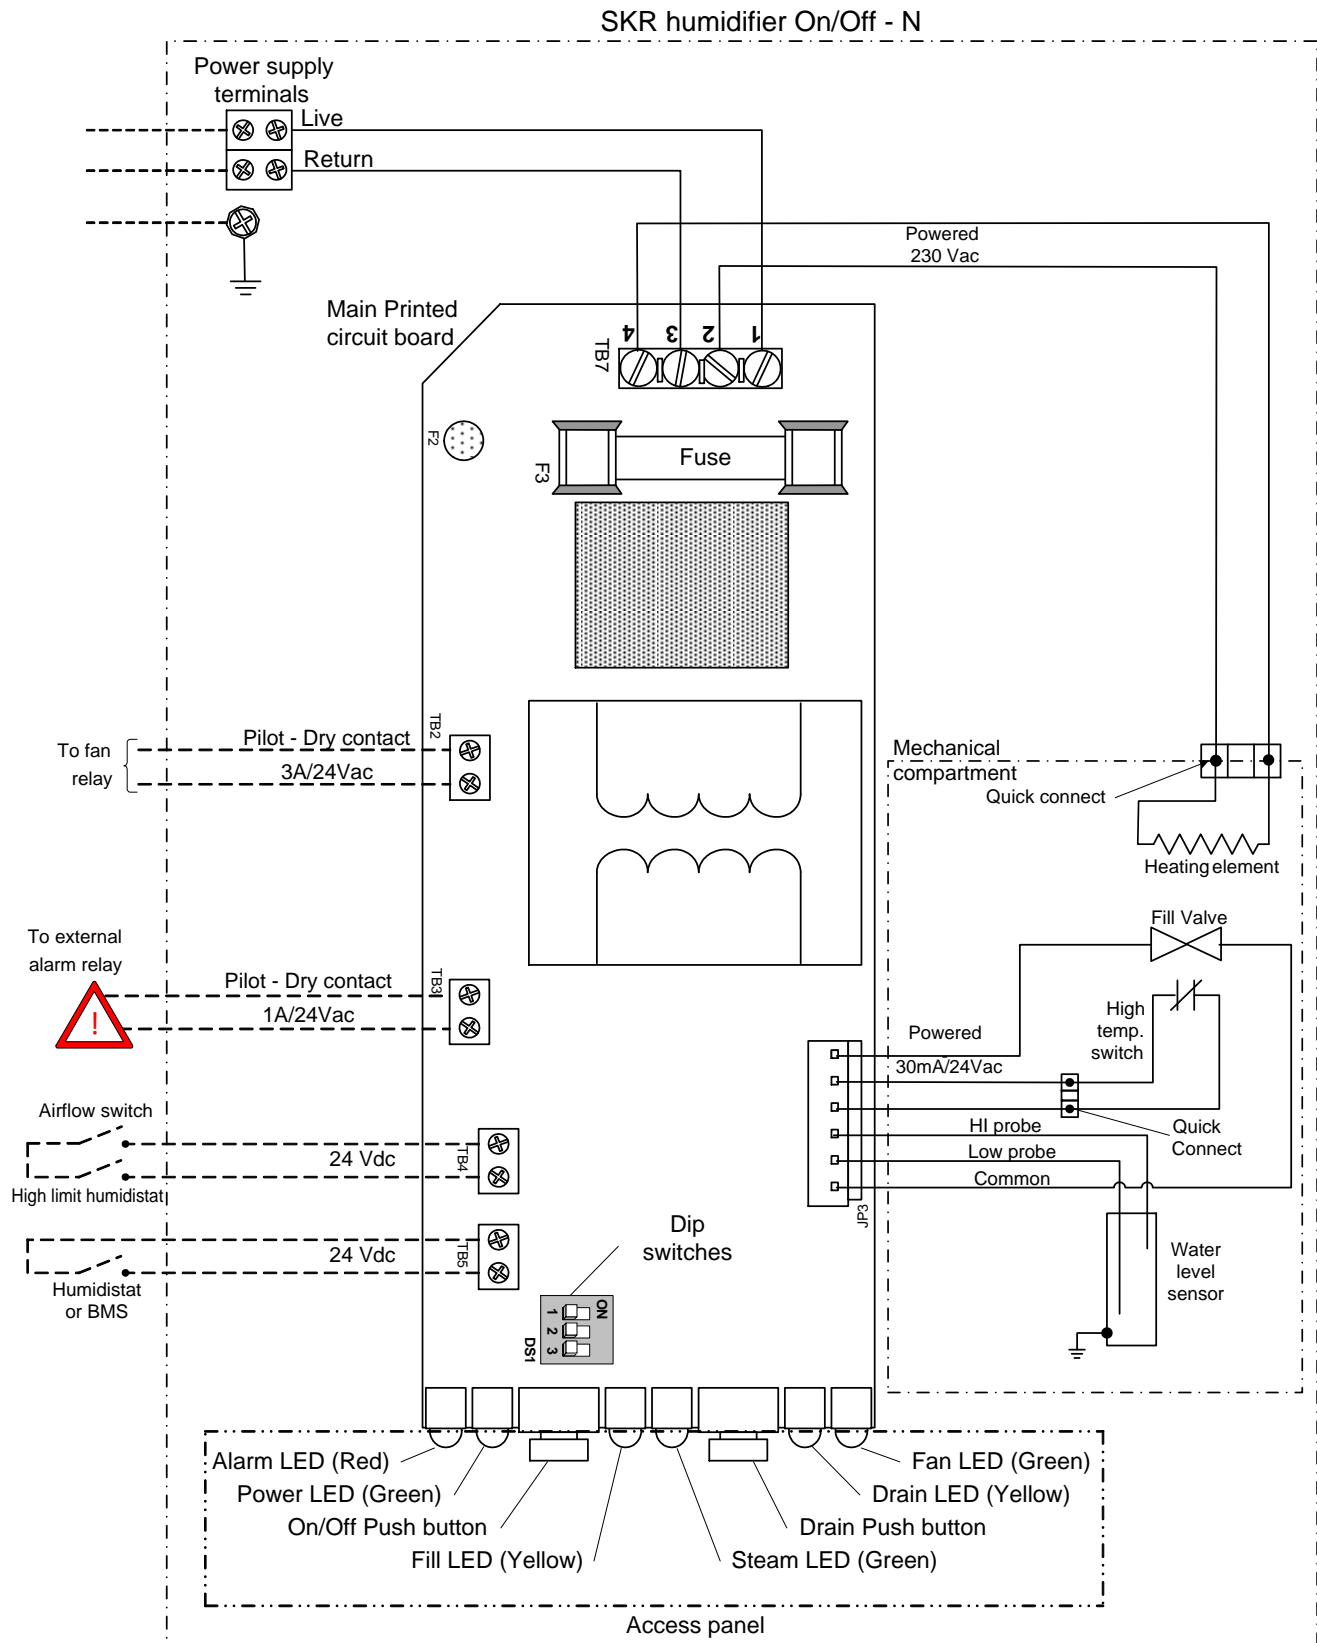 SKR humidifier On/Off - N
Power supply
terminals
Live
Return
Powered
230 Vac
Main Printed
circuit board
4 3 2 1
TB7
F2
F3
Fuse
TB2
Pilot - Dry contact
3A/24Vac
To fan
relay
Mechanical
compartment
Quick connect
Heating element
Fill Valve
To external
alarm relay
!
Pilot - Dry contact
1A/24Vac
TB3
High
temp.
switch
Powered
30mA/24Vac
HI probe
Low probe
Common
Quick
Connect
JP3
Airflow switch
High limit humidistat
24 Vdc
TB4
24 Vdc
TB5
Humidistat
or BMS
Dip
switches
ON
1
2
3
DS1
Water
level
sensor
Alarm LED (Red)
Power LED (Green)
On/Off Push button
Fill LED (Yellow)
Fan LED (Green)
Drain LED (Yellow)
Drain Push button
Steam LED (Green)
Access panel